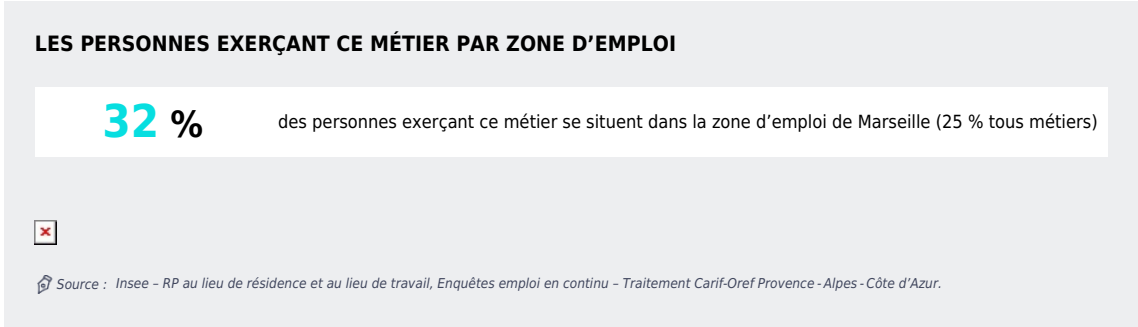 LES PERSONNES EXERÇANT CE MÉTIER PAR ZONE D’EMPLOI
32 % des personnes exerçant ce métier se situent dans la zone d’emploi de Marseille (25 % tous métiers)
Source : Insee – RP au lieu de résidence et au lieu de travail, Enquêtes emploi en continu – Traitement Carif-Oref Provence - Alpes - Côte d’Azur.